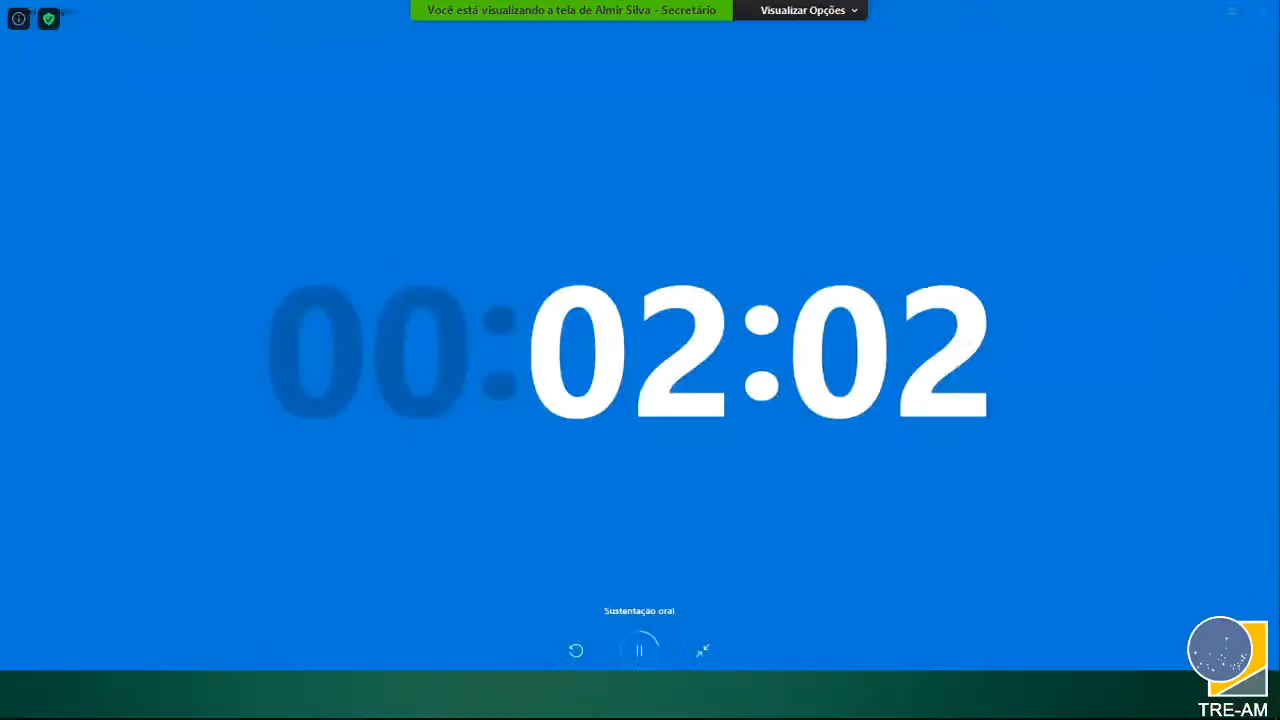 Você está visualizando a tela de Almir Silva - Secretário
Visualizar Opções
00:02:02
Sustentação oral
TRE-AM